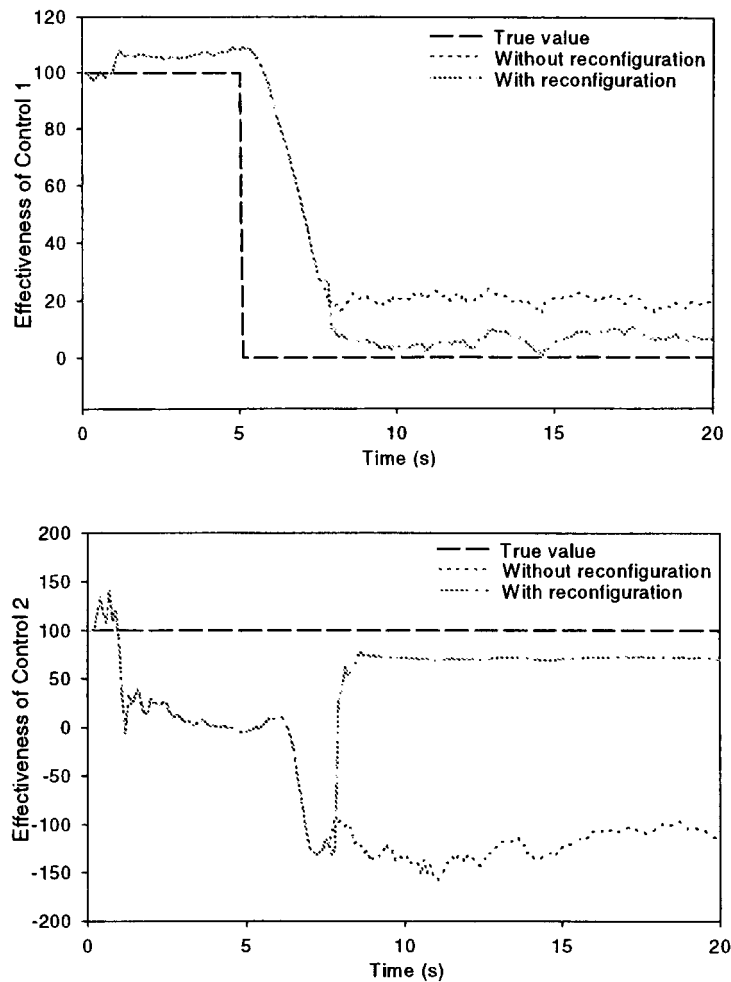 120
100
80
60
40
20
0
Effectiveness of Control 1
True value
Without reconfiguration
With reconfiguration
0
5
10
15
20
Time (s)
200
150
100
50
0
-50
-100
-150
-200
Effectiveness of Control 2
True value
Without reconfiguration
With reconfiguration
0
5
10
15
20
Time (s)